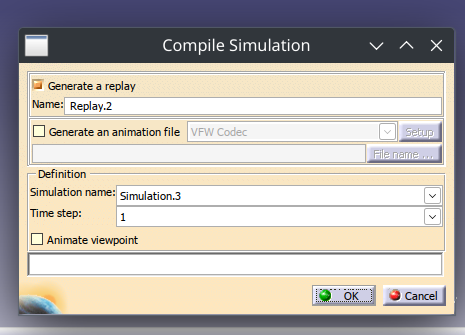 Compile Simulation
Generate a replay
Name: Replay.2
Generate an animation file VFW Codec Setup
File name ...
Definition
Simulation name: Simulation.3
Time step: 1
Animate viewpoint
OK Cancel